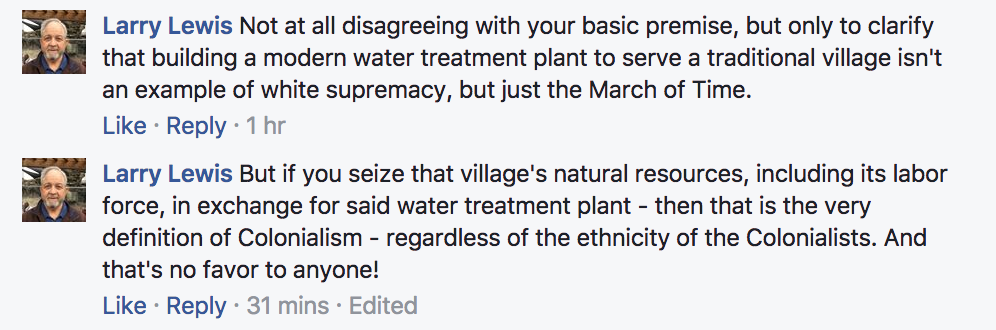 Larry Lewis Not at all disagreeing with your basic premise, but only to clarify
that building a modern water treatment plant to serve a traditional village isn't
an example of white supremacy, but just the March of Time.
Like · Reply · 1 hr
Larry Lewis But if you seize that village's natural resources, including its labor
force, in exchange for said water treatment plant - then that is the very
definition of Colonialism - regardless of the ethnicity of the Colonialists. And
that's no favor to anyone!
Like · Reply · 31 mins · Edited